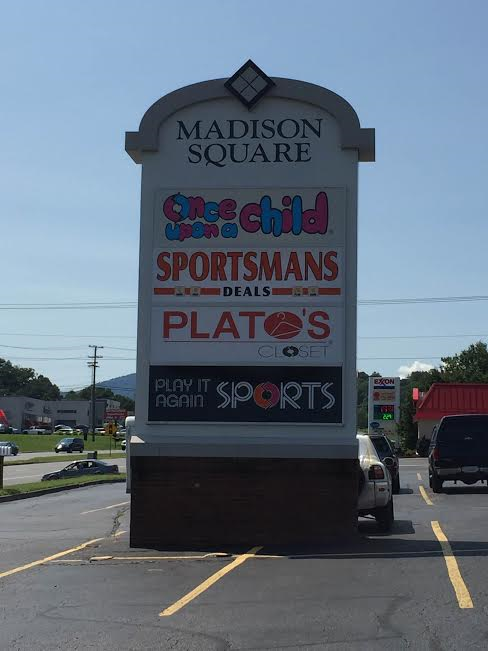 MADISON
SQUARE
Once
upon a child
SPORTSMANS
DEALS
PLATO'S
CLOSET
PLAY IT
AGAIN SPORTS
EXXON